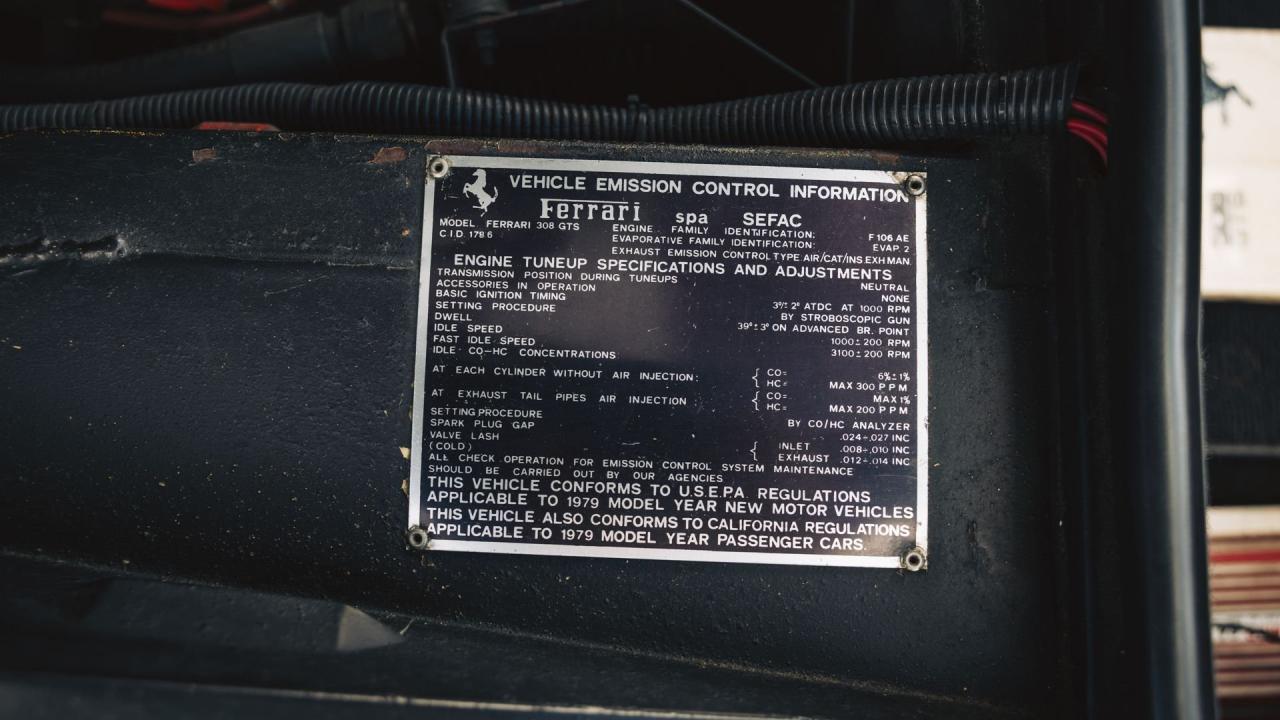 VEHICLE EMISSION CONTROL INFORMATION
Ferrari spa SEFAC
MODEL FERRARI 308 GTS ENGINE FAMILY IDENTIFICATION: F 106 AE
C.I.D. 178 6 EVAPORATIVE FAMILY IDENTIFICATION: EVAP. 2
EXHAUST EMISSION CONTROL TYPE AIR/CAT/INS.EXH MAN.
ENGINE TUNEUP SPECIFICATIONS AND ADJUSTMENTS
TRANSMISSION POSITION DURING TUNEUPS NEUTRAL
ACCESSORIES IN OPERATION NONE
BASIC IGNITION TIMING 3°± 2° ATDC AT 1000 RPM
SETTING PROCEDURE BY STROBOSCOPIC GUN
DWELL 39°± 3° ON ADVANCED BR. POINT
IDLE SPEED 1000± 200 RPM
FAST IDLE SPEED 3100± 200 RPM
IDLE CO-HC CONCENTRATIONS:
AT EACH CYLINDER WITHOUT AIR INJECTION: { CO= 6%± 1%
HC= MAX 300 P P M
AT EXHAUST TAIL PIPES AIR INJECTION { CO= MAX 1%
HC= MAX 200 P P M
SETTING PROCEDURE BY CO/HC ANALYZER
SPARK PLUG GAP .024÷.027 INC
VALVE LASH { INLET .008÷.010 INC
(COLD) EXHAUST .012÷.014 INC
ALL CHECK OPERATION FOR EMISSION CONTROL SYSTEM MAINTENANCE
SHOULD BE CARRIED OUT BY OUR AGENCIES
THIS VEHICLE CONFORMS TO U.S.E.P.A. REGULATIONS
APPLICABLE TO 1979 MODEL YEAR NEW MOTOR VEHICLES
THIS VEHICLE ALSO CONFORMS TO CALIFORNIA REGULATIONS
APPLICABLE TO 1979 MODEL YEAR PASSENGER CARS.